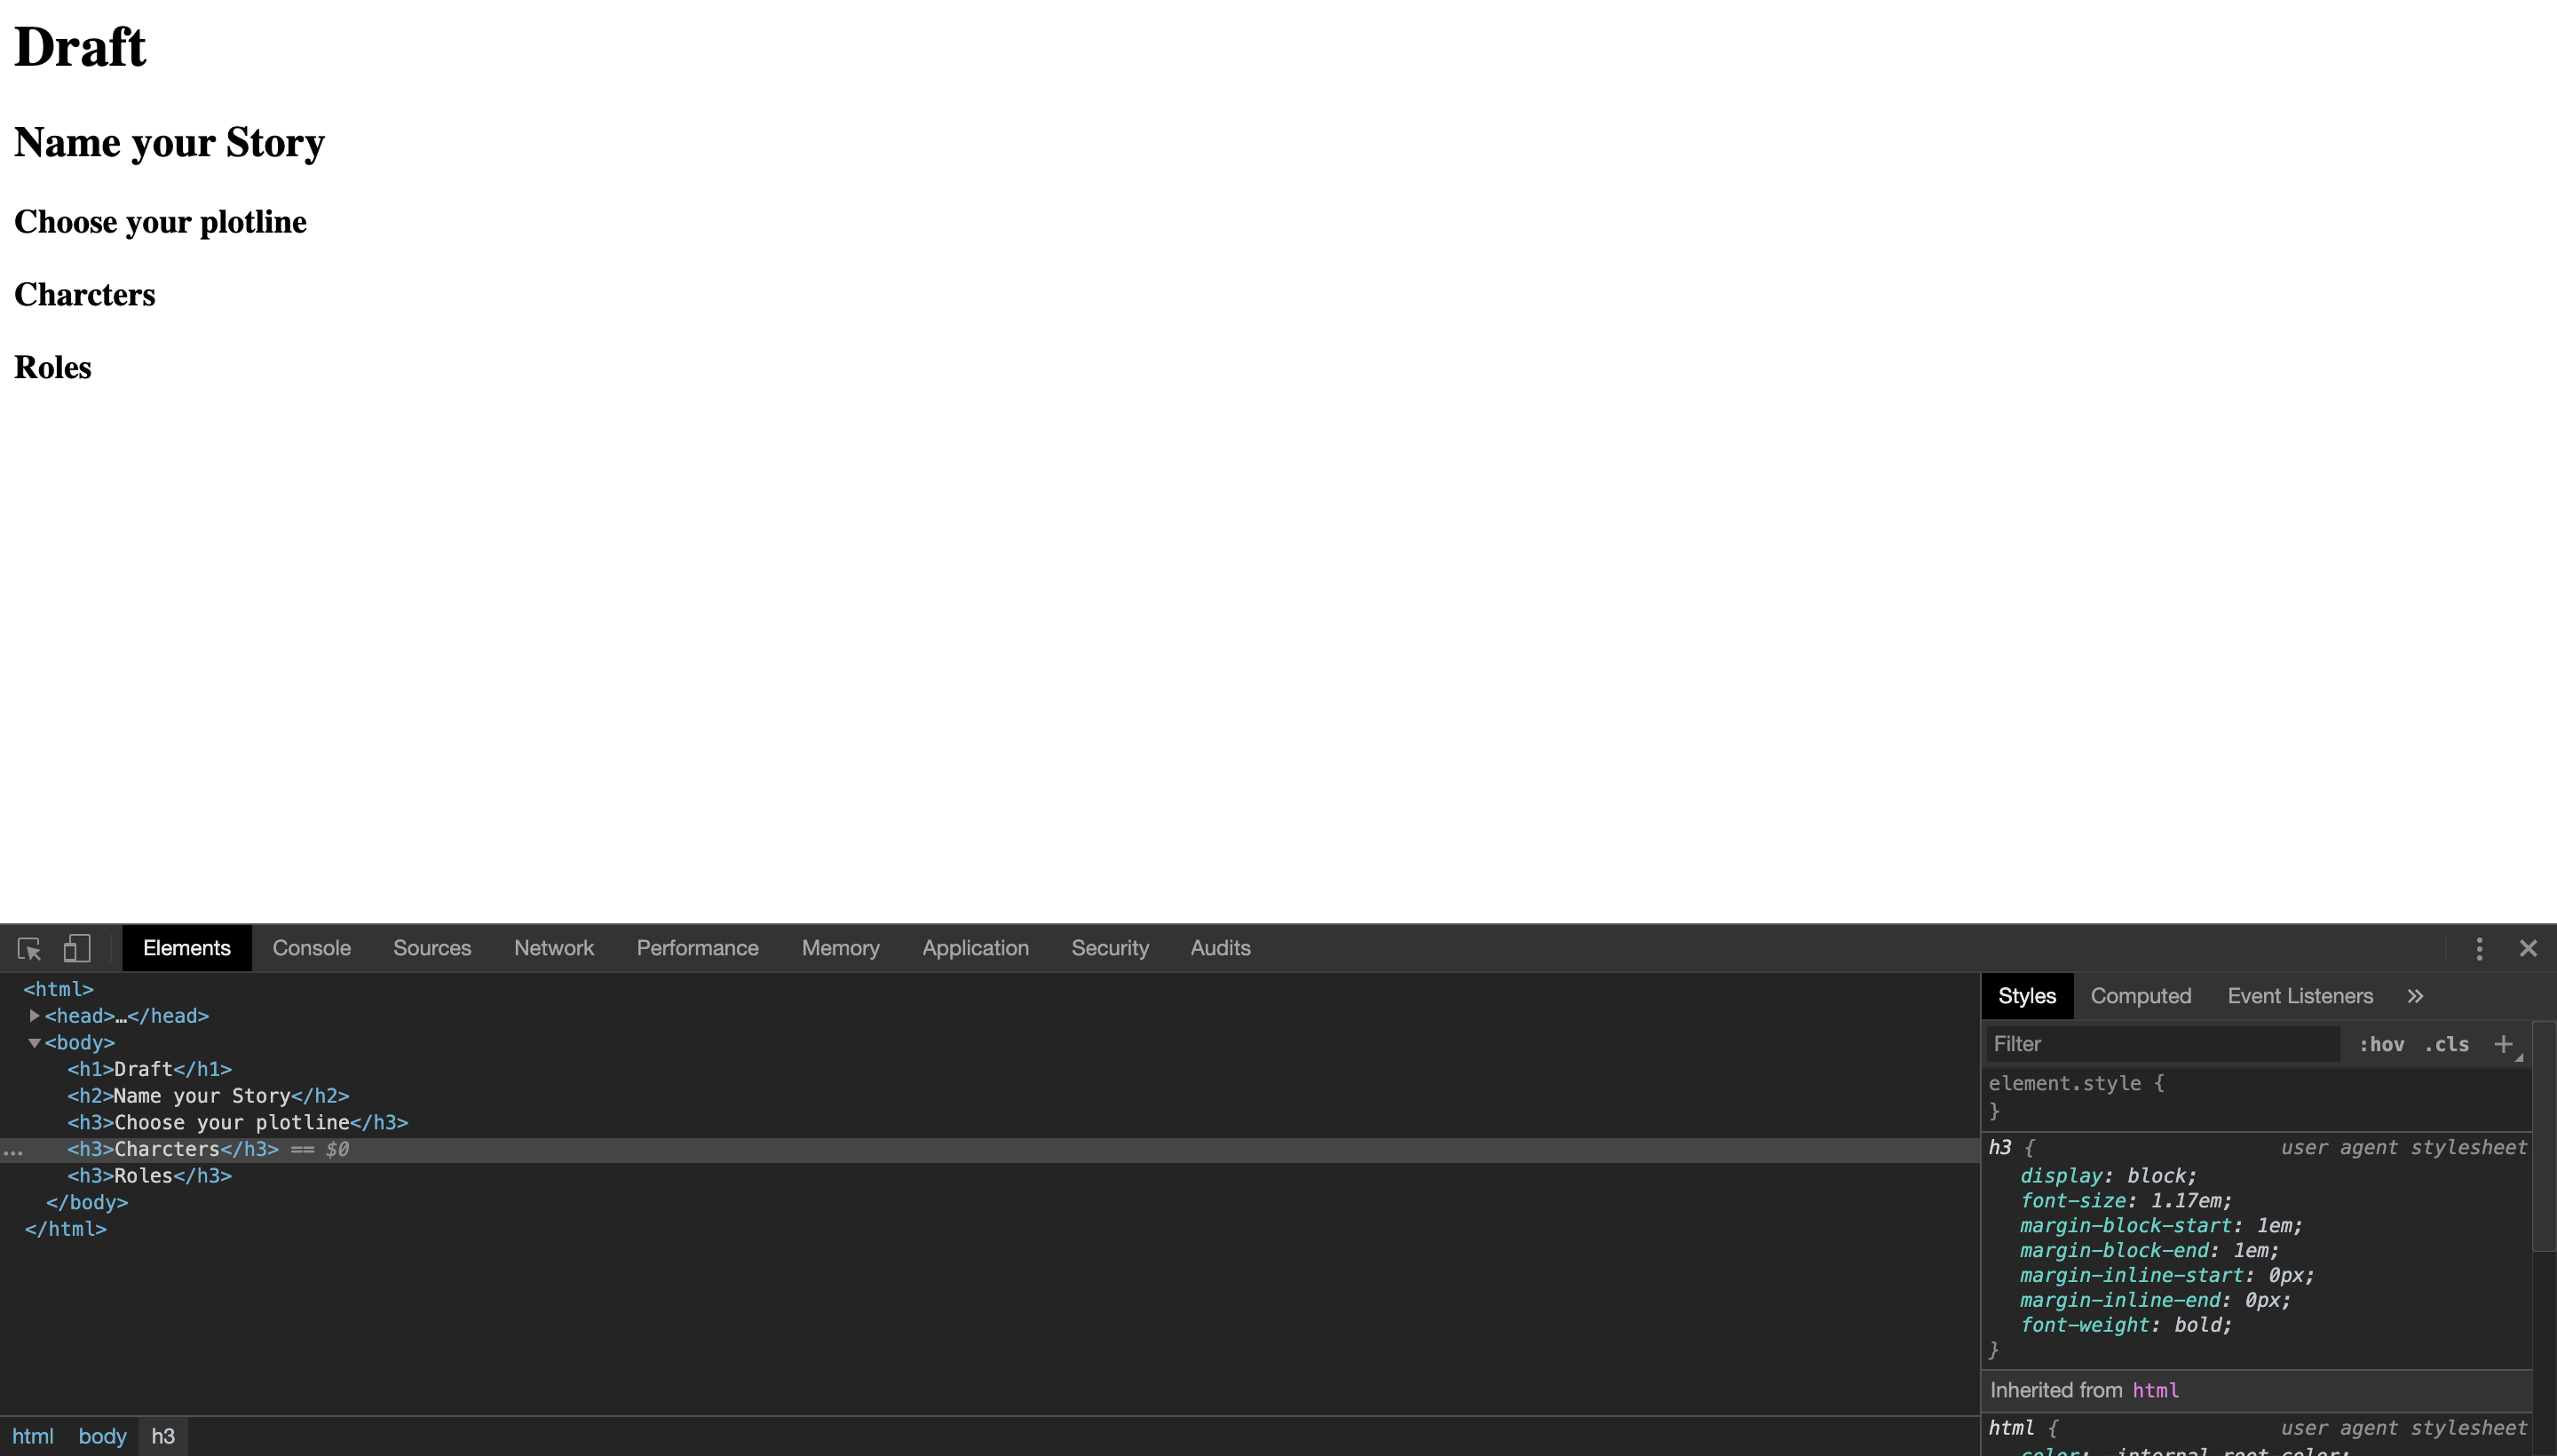 Draft
Name your Story
Choose your plotline
Charcters
Roles
Elements Console Sources Network Performance Memory Application Security Audits
<html>
<head>…</head>
<body>
<h1>Draft</h1>
<h2>Name your Story</h2>
<h3>Choose your plotline</h3>
<h3>Charcters</h3> == $0
<h3>Roles</h3>
</body>
</html>
html body h3
Styles Computed Event Listeners »
Filter :hov .cls +
element.style {
}
h3 { user agent stylesheet
display: block;
font-size: 1.17em;
margin-block-start: 1em;
margin-block-end: 1em;
margin-inline-start: 0px;
margin-inline-end: 0px;
font-weight: bold;
}
Inherited from html
html { user agent stylesheet
color: -internal-root-color;